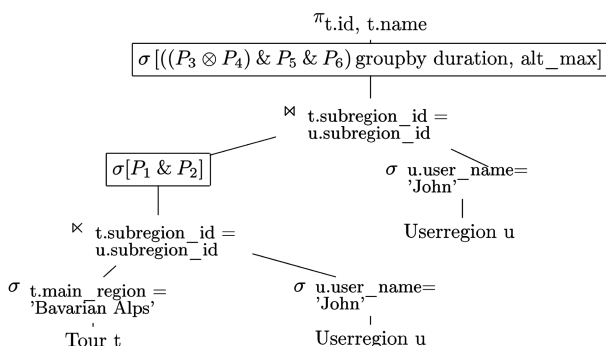 π t.id, t.name
σ [((P₃ ⊗ P₄) & P₅ & P₆) groupby duration, alt_max]
⋈ t.subregion_id =
u.subregion_id
σ[P₁ & P₂]
σ u.user_name=
'John'
⋉ t.subregion_id =
u.subregion_id
Userregion u
σ t.main_region =
'Bavarian Alps'
σ u.user_name=
'John'
Tour t
Userregion u